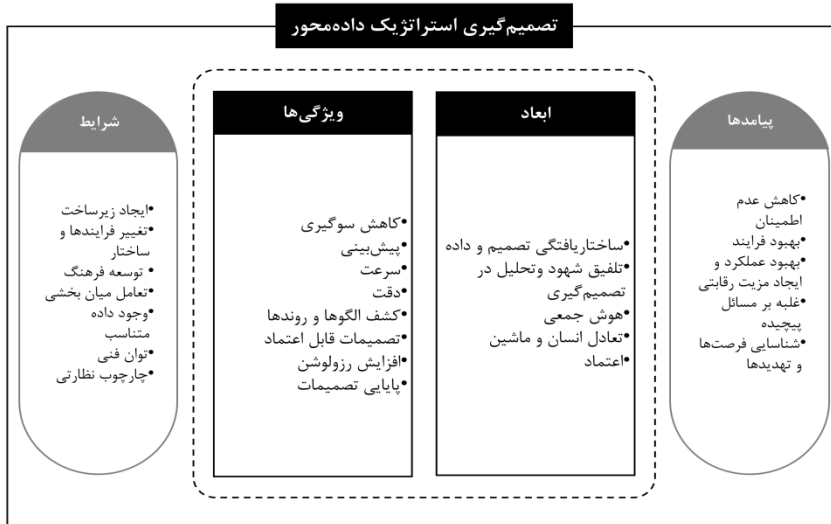 تصمیم‌گیری استراتژیک داده‌محور
پیامدها
•کاهش عدم
اطمینان
•بهبود فرایند
•بهبود عملکرد و
ایجاد مزیت رقابتی
•غلبه بر مسائل
پیچیده
•شناسایی فرصت‌ها
و تهدیدها
ابعاد
•ساختاریافتگی تصمیم و داده
•تلفیق شهود وتحلیل در
تصمیم‌گیری
•هوش جمعی
•تعادل انسان و ماشین
•اعتماد
ویژگی‌ها
•کاهش سوگیری
•پیش‌بینی
•سرعت
•دقت
•کشف الگوها و روندها
•تصمیمات قابل اعتماد
•افزایش رزولوشن
•پایایی تصمیمات
شرایط
•ایجاد زیرساخت
•تغییر فرایندها و
ساختار
•توسعه فرهنگ
•تعامل میان بخشی
•وجود داده
متناسب
•توان فنی
•چارچوب نظارتی